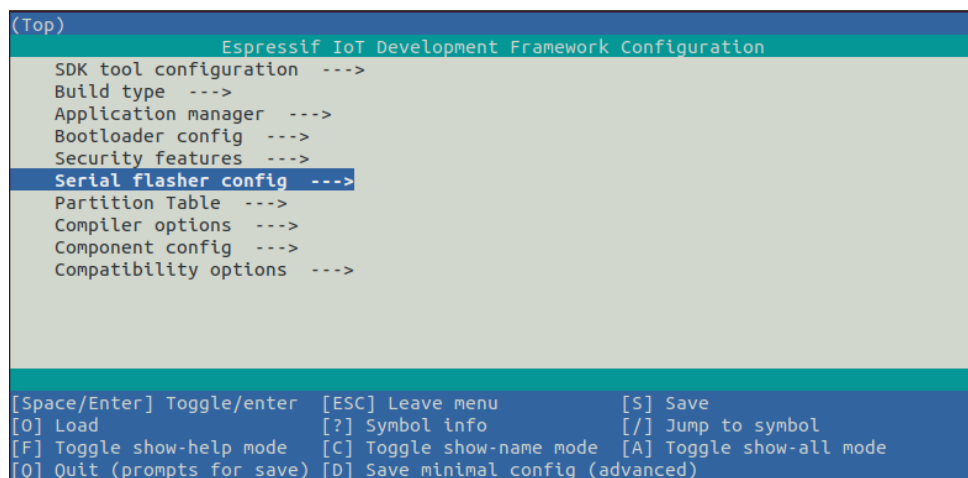 (Top)
Espressif IoT Development Framework Configuration
SDK tool configuration  --->
Build type  --->
Application manager  --->
Bootloader config  --->
Security features  --->
Serial flasher config  --->
Partition Table  --->
Compiler options  --->
Component config  --->
Compatibility options  --->
[Space/Enter] Toggle/enter  [ESC] Leave menu  [S] Save
[O] Load  [?] Symbol info  [/] Jump to symbol
[F] Toggle show-help mode  [C] Toggle show-name mode  [A] Toggle show-all mode
[Q] Quit (prompts for save) [D] Save minimal config (advanced)